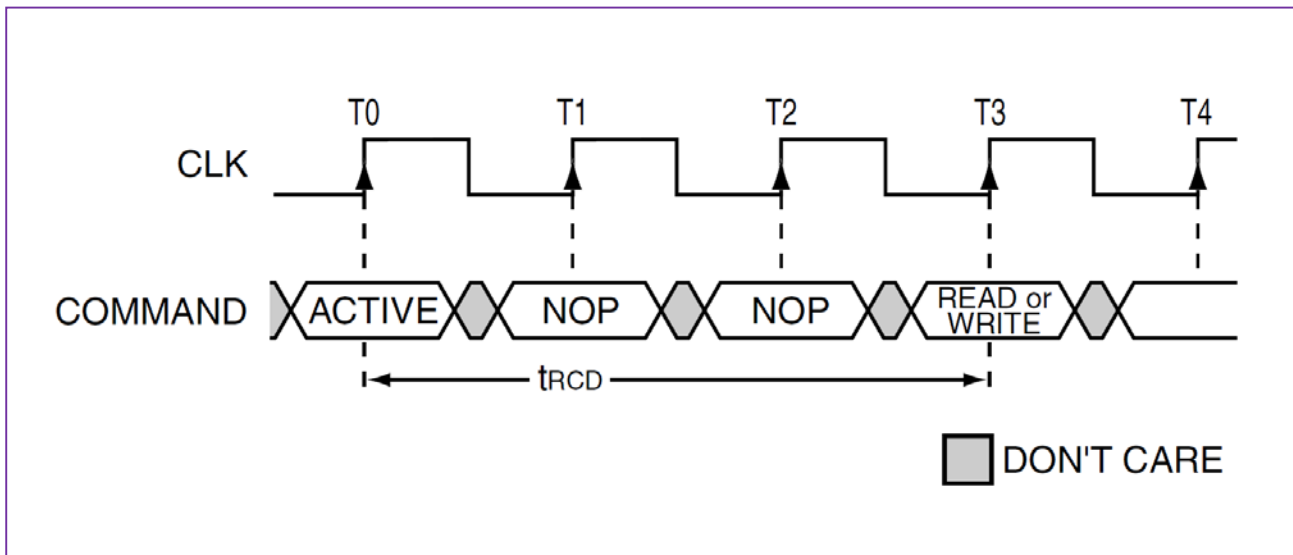 T0 T1 T2 T3 T4
CLK
COMMAND ACTIVE NOP NOP READ or
WRITE
tRCD
DON'T CARE